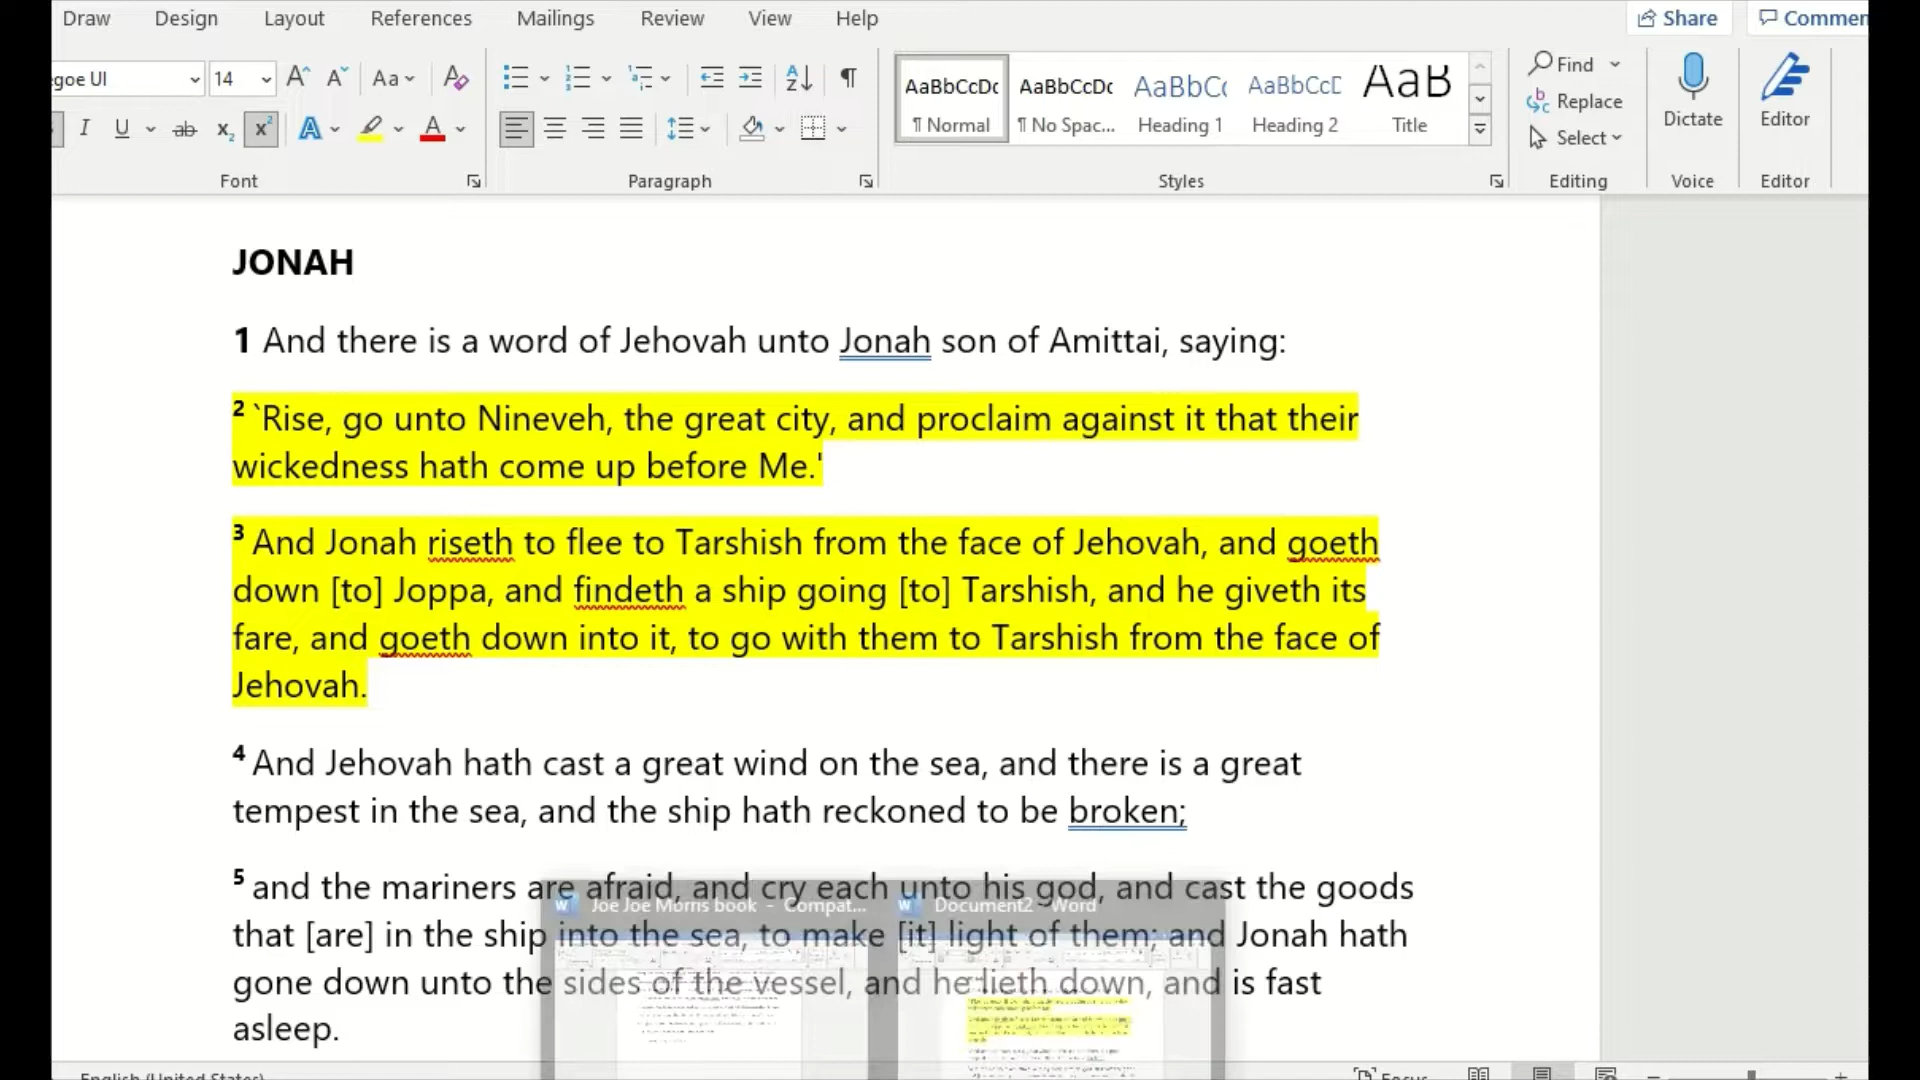 Draw Design Layout References Mailings Review View Help Share
egoe UI 14 Aa AaBbCcDc AaBbCcDc AaBbCc AaBbCcD AaB Find
Replace
Normal No Spac... Heading 1 Heading 2 Title Select Dictate Editor
Font Paragraph Styles Editing Voice Editor
JONAH
1 And there is a word of Jehovah unto Jonah son of Amittai, saying:
2 `Rise, go unto Nineveh, the great city, and proclaim against it that their
wickedness hath come up before Me.'
3 And Jonah riseth to flee to Tarshish from the face of Jehovah, and goeth
down [to] Joppa, and findeth a ship going [to] Tarshish, and he giveth its
fare, and goeth down into it, to go with them to Tarshish from the face of
Jehovah.
4 And Jehovah hath cast a great wind on the sea, and there is a great
tempest in the sea, and the ship hath reckoned to be broken;
5 and the mariners are afraid, and cry each unto his god, and cast the goods
Joe Joe Morris book - Compat... Document2 - Word
that [are] in the ship into the sea, to make [it] light of them; and Jonah hath
gone down unto the sides of the vessel, and he lieth down, and is fast
asleep.
English (United States) Focus